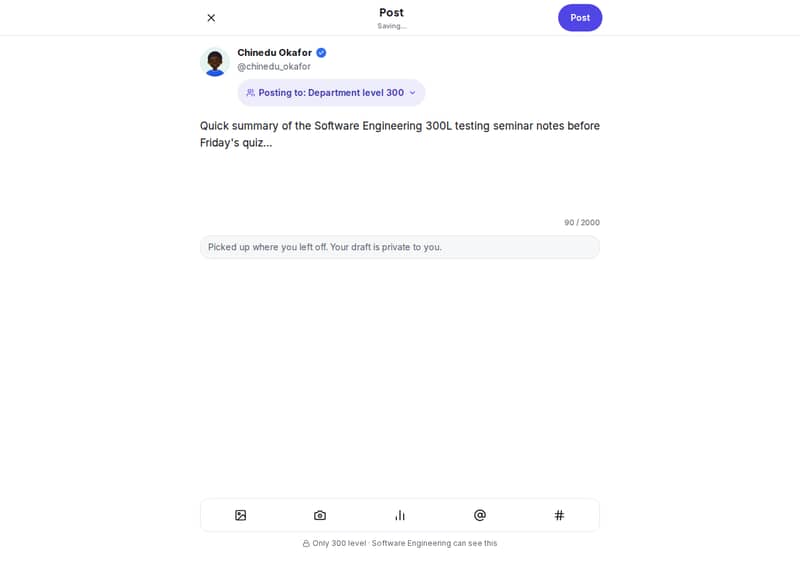 Post
Saving...
Post
Chinedu Okafor
@chinedu_okafor
Posting to: Department level 300
Quick summary of the Software Engineering 300L testing seminar notes before
Friday's quiz...
90 / 2000
Picked up where you left off. Your draft is private to you.
Only 300 level · Software Engineering can see this